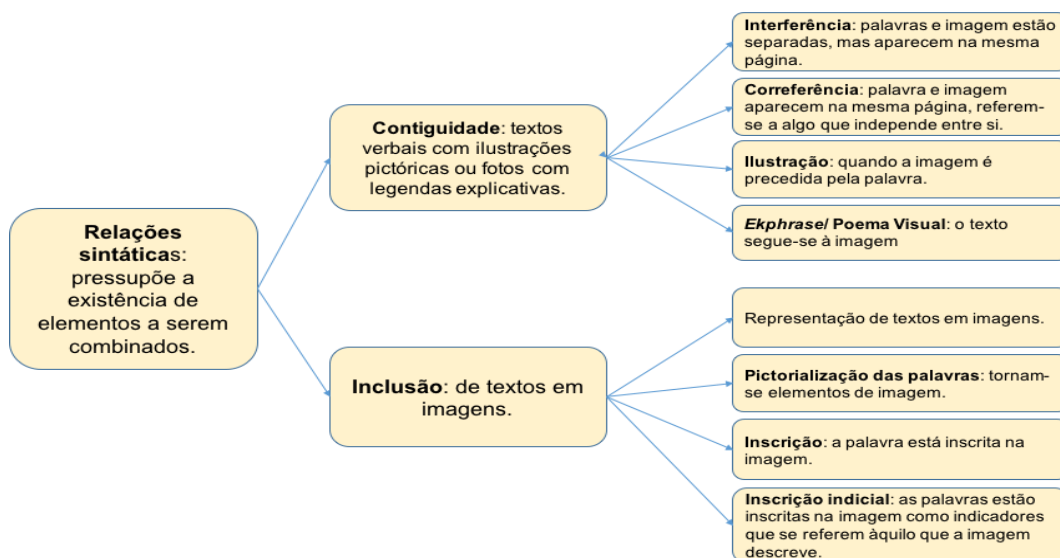 Relações
sintáticas:
pressupõe a
existência de
elementos a serem
combinados.
Contiguidade: textos
verbais com ilustrações
pictóricas ou fotos com
legendas explicativas.
Interferência: palavras e imagem estão
separadas, mas aparecem na mesma
página.
Correferência: palavra e imagem
aparecem na mesma página, referem-
se a algo que independe entre si.
Ilustração: quando a imagem é
precedida pela palavra.
Ekphrase/ Poema Visual: o texto
segue-se à imagem
Inclusão: de textos em
imagens.
Representação de textos em imagens.
Pictorialização das palavras: tornam-
se elementos de imagem.
Inscrição: a palavra está inscrita na
imagem.
Inscrição indicial: as palavras estão
inscritas na imagem como indicadores
que se referem àquilo que a imagem
descreve.